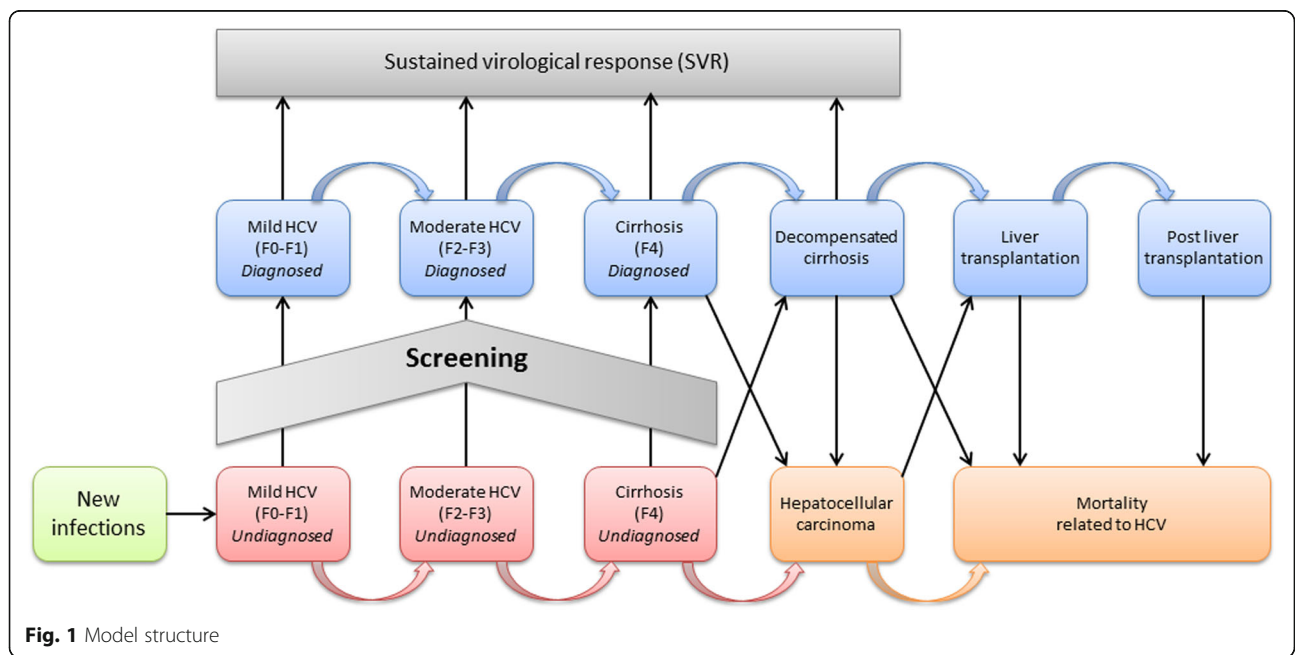 Sustained virological response (SVR)
Mild HCV
(F0-F1)
Diagnosed
Moderate HCV
(F2-F3)
Diagnosed
Cirrhosis
(F4)
Diagnosed
Decompensated
cirrhosis
Liver
transplantation
Post liver
transplantation
Screening
New
infections
Mild HCV
(F0-F1)
Undiagnosed
Moderate HCV
(F2-F3)
Undiagnosed
Cirrhosis
(F4)
Undiagnosed
Hepatocellular
carcinoma
Mortality
related to HCV
Fig. 1 Model structure